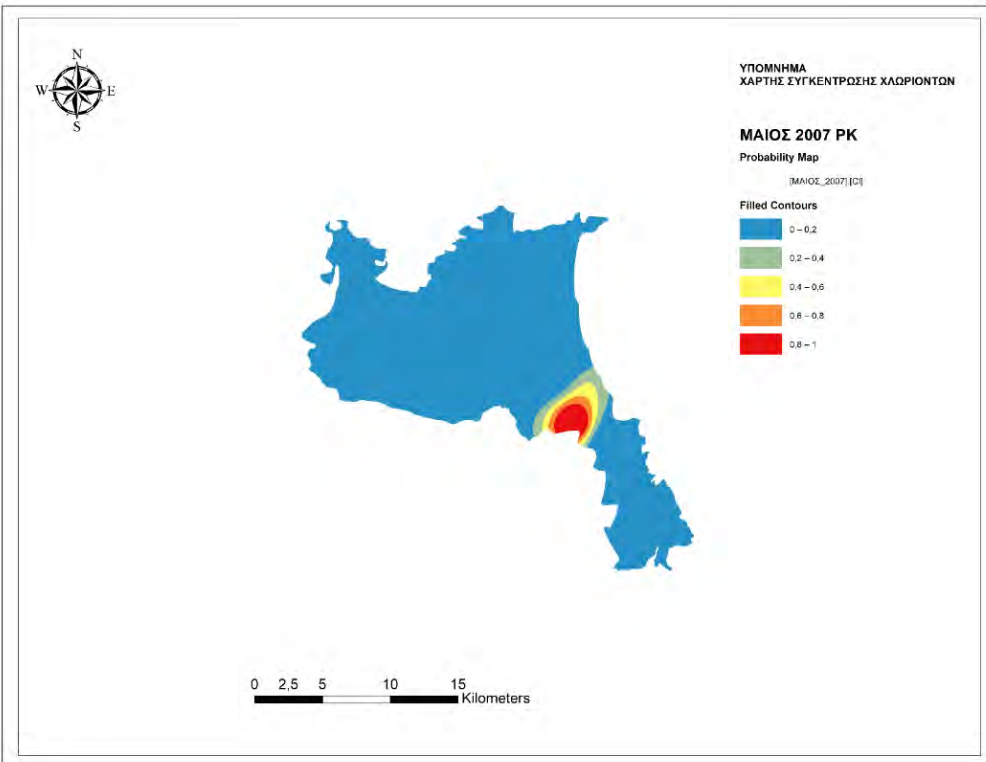 N
W E
S
ΥΠΟΜΝΗΜΑ
ΧΑΡΤΗΣ ΣΥΓΚΕΝΤΡΩΣΗΣ ΧΛΩΡΙΟΝΤΩΝ
ΜΑΙΟΣ 2007 PK
Probability Map
[ΜΑΙΟΣ_2007].[Cl]
Filled Contours
0 – 0,2
0,2 – 0,4
0,4 – 0,6
0,6 – 0,8
0,8 – 1
0 2,5 5 10 15
Kilometers